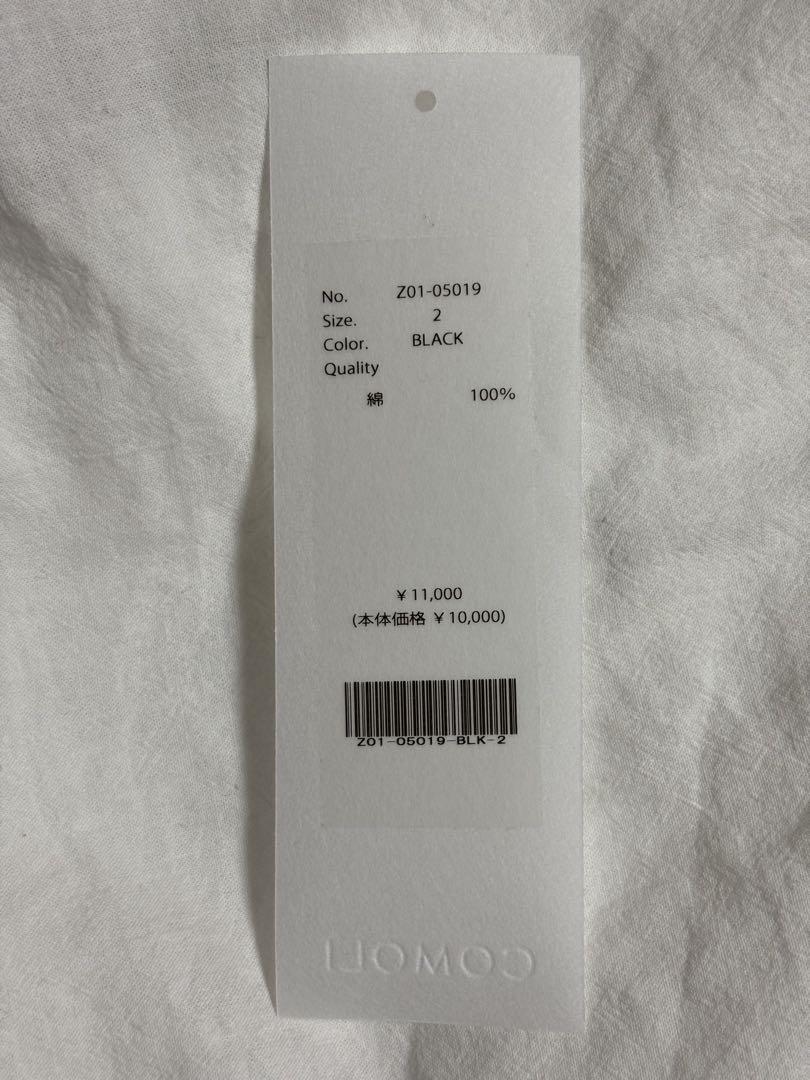 No. Z01-05019
Size. 2
Color. BLACK
Quality
綿 100%
¥11,000
(本体価格 ¥10,000)
Z01-05019-BLK-2
COMOLI